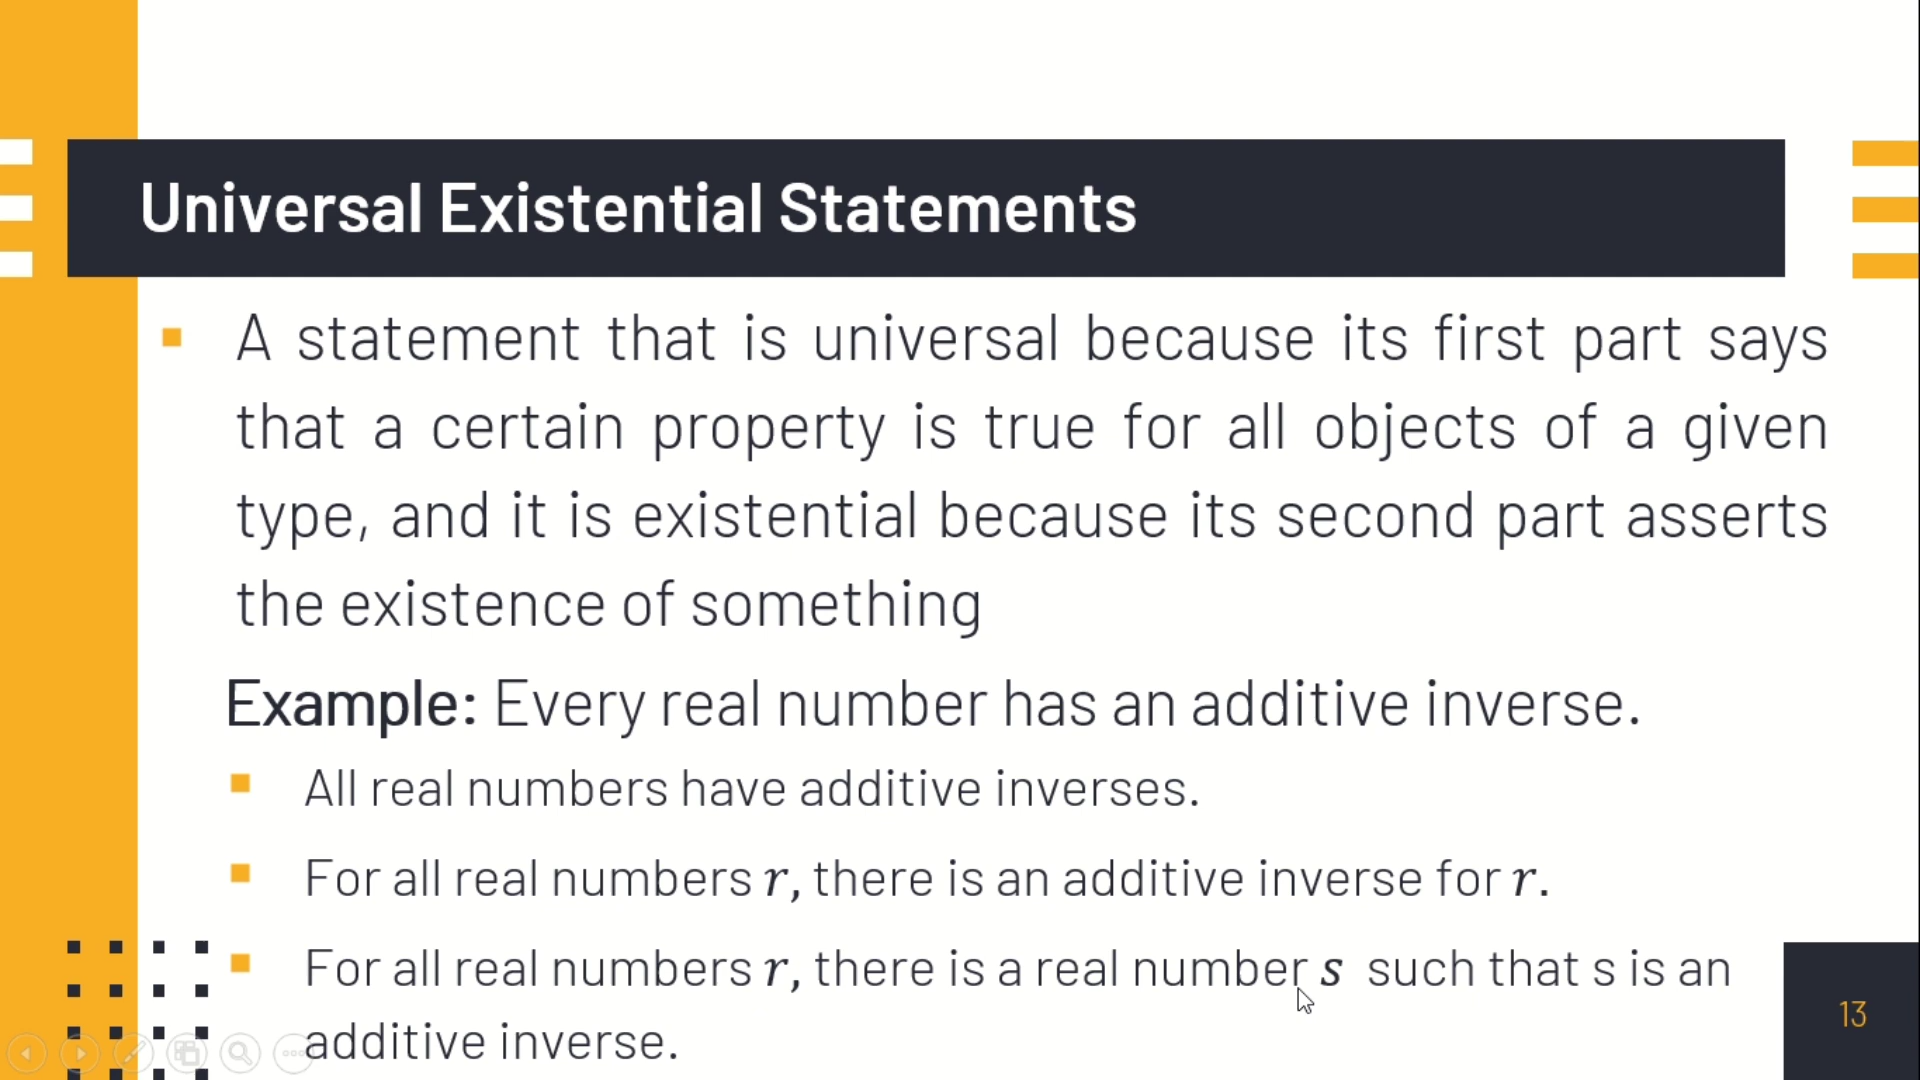 Universal Existential Statements
A statement that is universal because its first part says
that a certain property is true for all objects of a given
type, and it is existential because its second part asserts
the existence of something
Example: Every real number has an additive inverse.
All real numbers have additive inverses.
For all real numbers r, there is an additive inverse for r.
For all real numbers r, there is a real number s such that s is an
additive inverse.
13